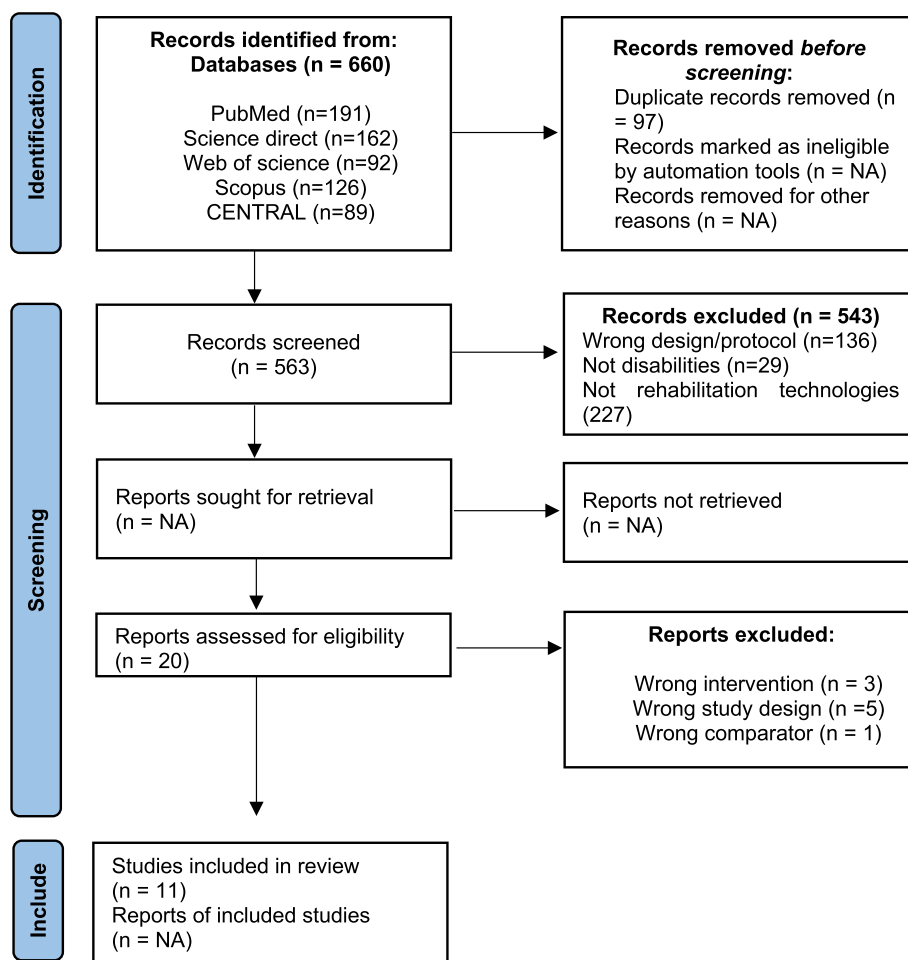 Identification
Records identified from:
Databases (n = 660)
PubMed (n=191)
Science direct (n=162)
Web of science (n=92)
Scopus (n=126)
CENTRAL (n=89)
Records removed before
screening:
Duplicate records removed (n
= 97)
Records marked as ineligible
by automation tools (n = NA)
Records removed for other
reasons (n = NA)
Screening
Records screened
(n = 563)
Records excluded (n = 543)
Wrong design/protocol (n=136)
Not disabilities (n=29)
Not rehabilitation technologies
(227)
Reports sought for retrieval
(n = NA)
Reports not retrieved
(n = NA)
Reports assessed for eligibility
(n = 20)
Reports excluded:
Wrong intervention (n = 3)
Wrong study design (n =5)
Wrong comparator (n = 1)
Include
Studies included in review
(n = 11)
Reports of included studies
(n = NA)